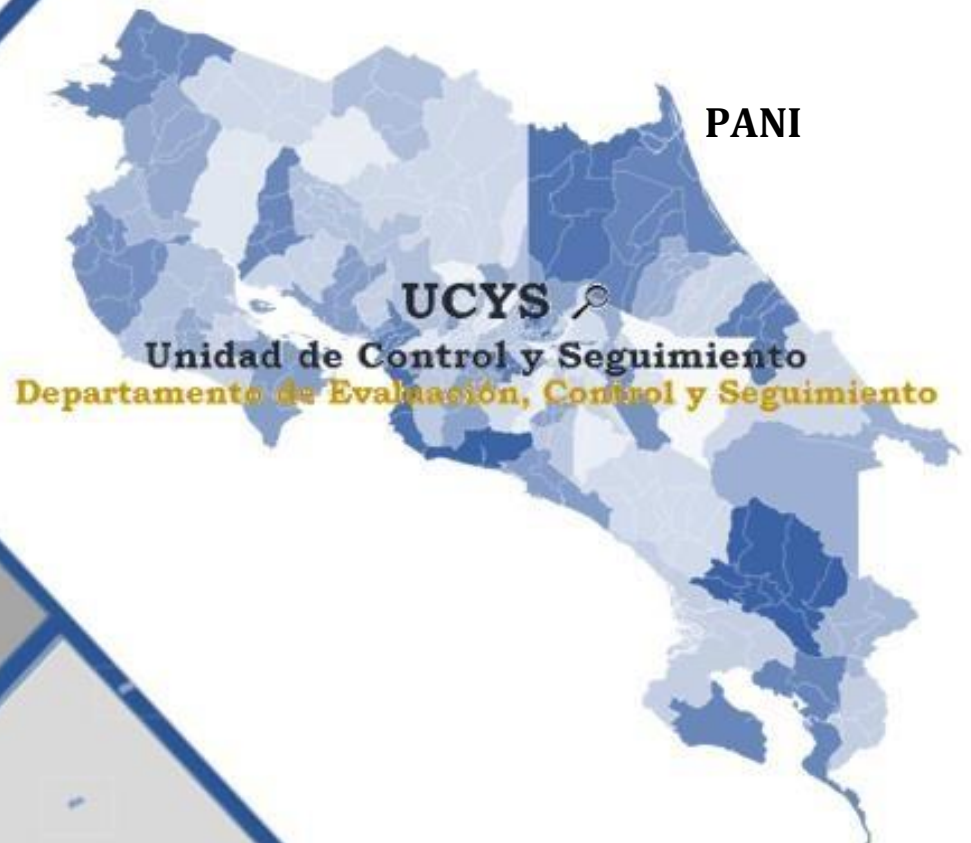 PANI
UCYS
Unidad de Control y Seguimiento
Departamento de Evaluación, Control y Seguimiento